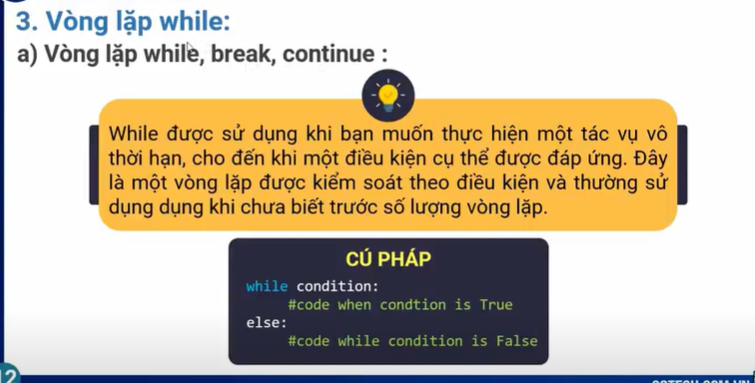 3. Vòng lặp while:
a) Vòng lặp while, break, continue :
While được sử dụng khi bạn muốn thực hiện một tác vụ vô
thời hạn, cho đến khi một điều kiện cụ thể được đáp ứng. Đây
là một vòng lặp được kiểm soát theo điều kiện và thường sử
dụng dụng khi chưa biết trước số lượng vòng lặp.
CÚ PHÁP
while condition:
#code when condtion is True
else:
#code while condition is False